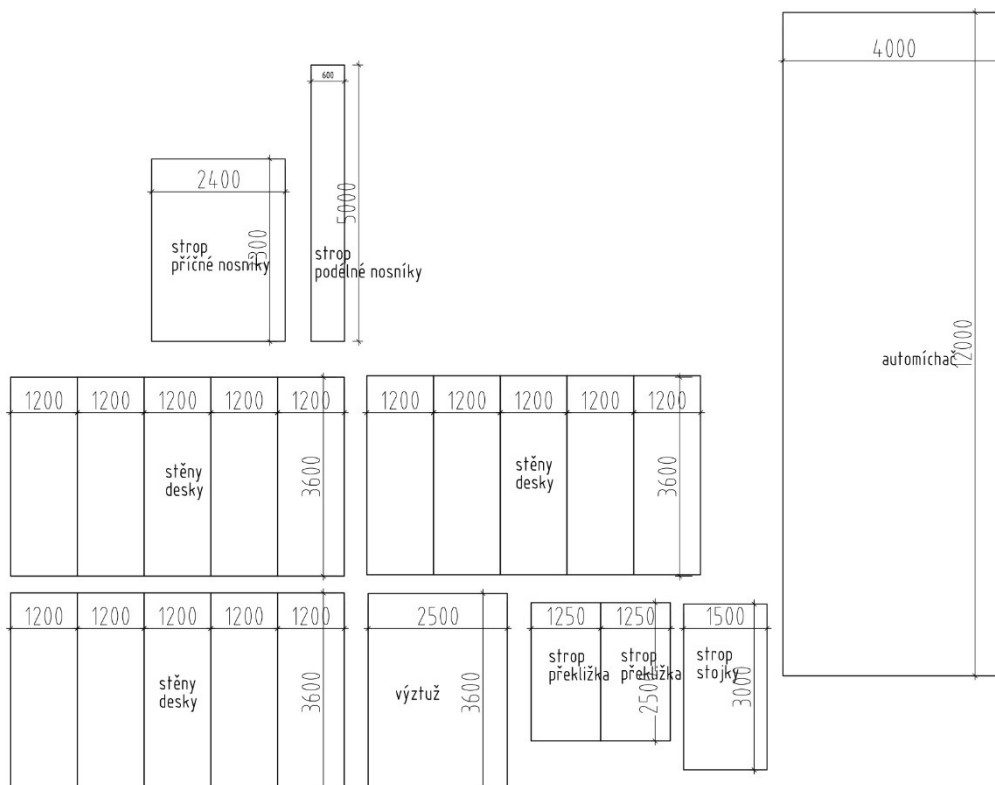 4000
600
2400
5000
3300
strop
příčné nosníky
strop
podélné nosníky
12000
automíchač
1200 1200 1200 1200 1200
3600
stěny
desky
1200 1200 1200 1200 1200
3600
stěny
desky
1200 1200 1200 1200 1200
3600
stěny
desky
2500
3600
výztuž
1250 1250
strop
překližka
strop
překližka
2500
1500
strop
stojky
3000